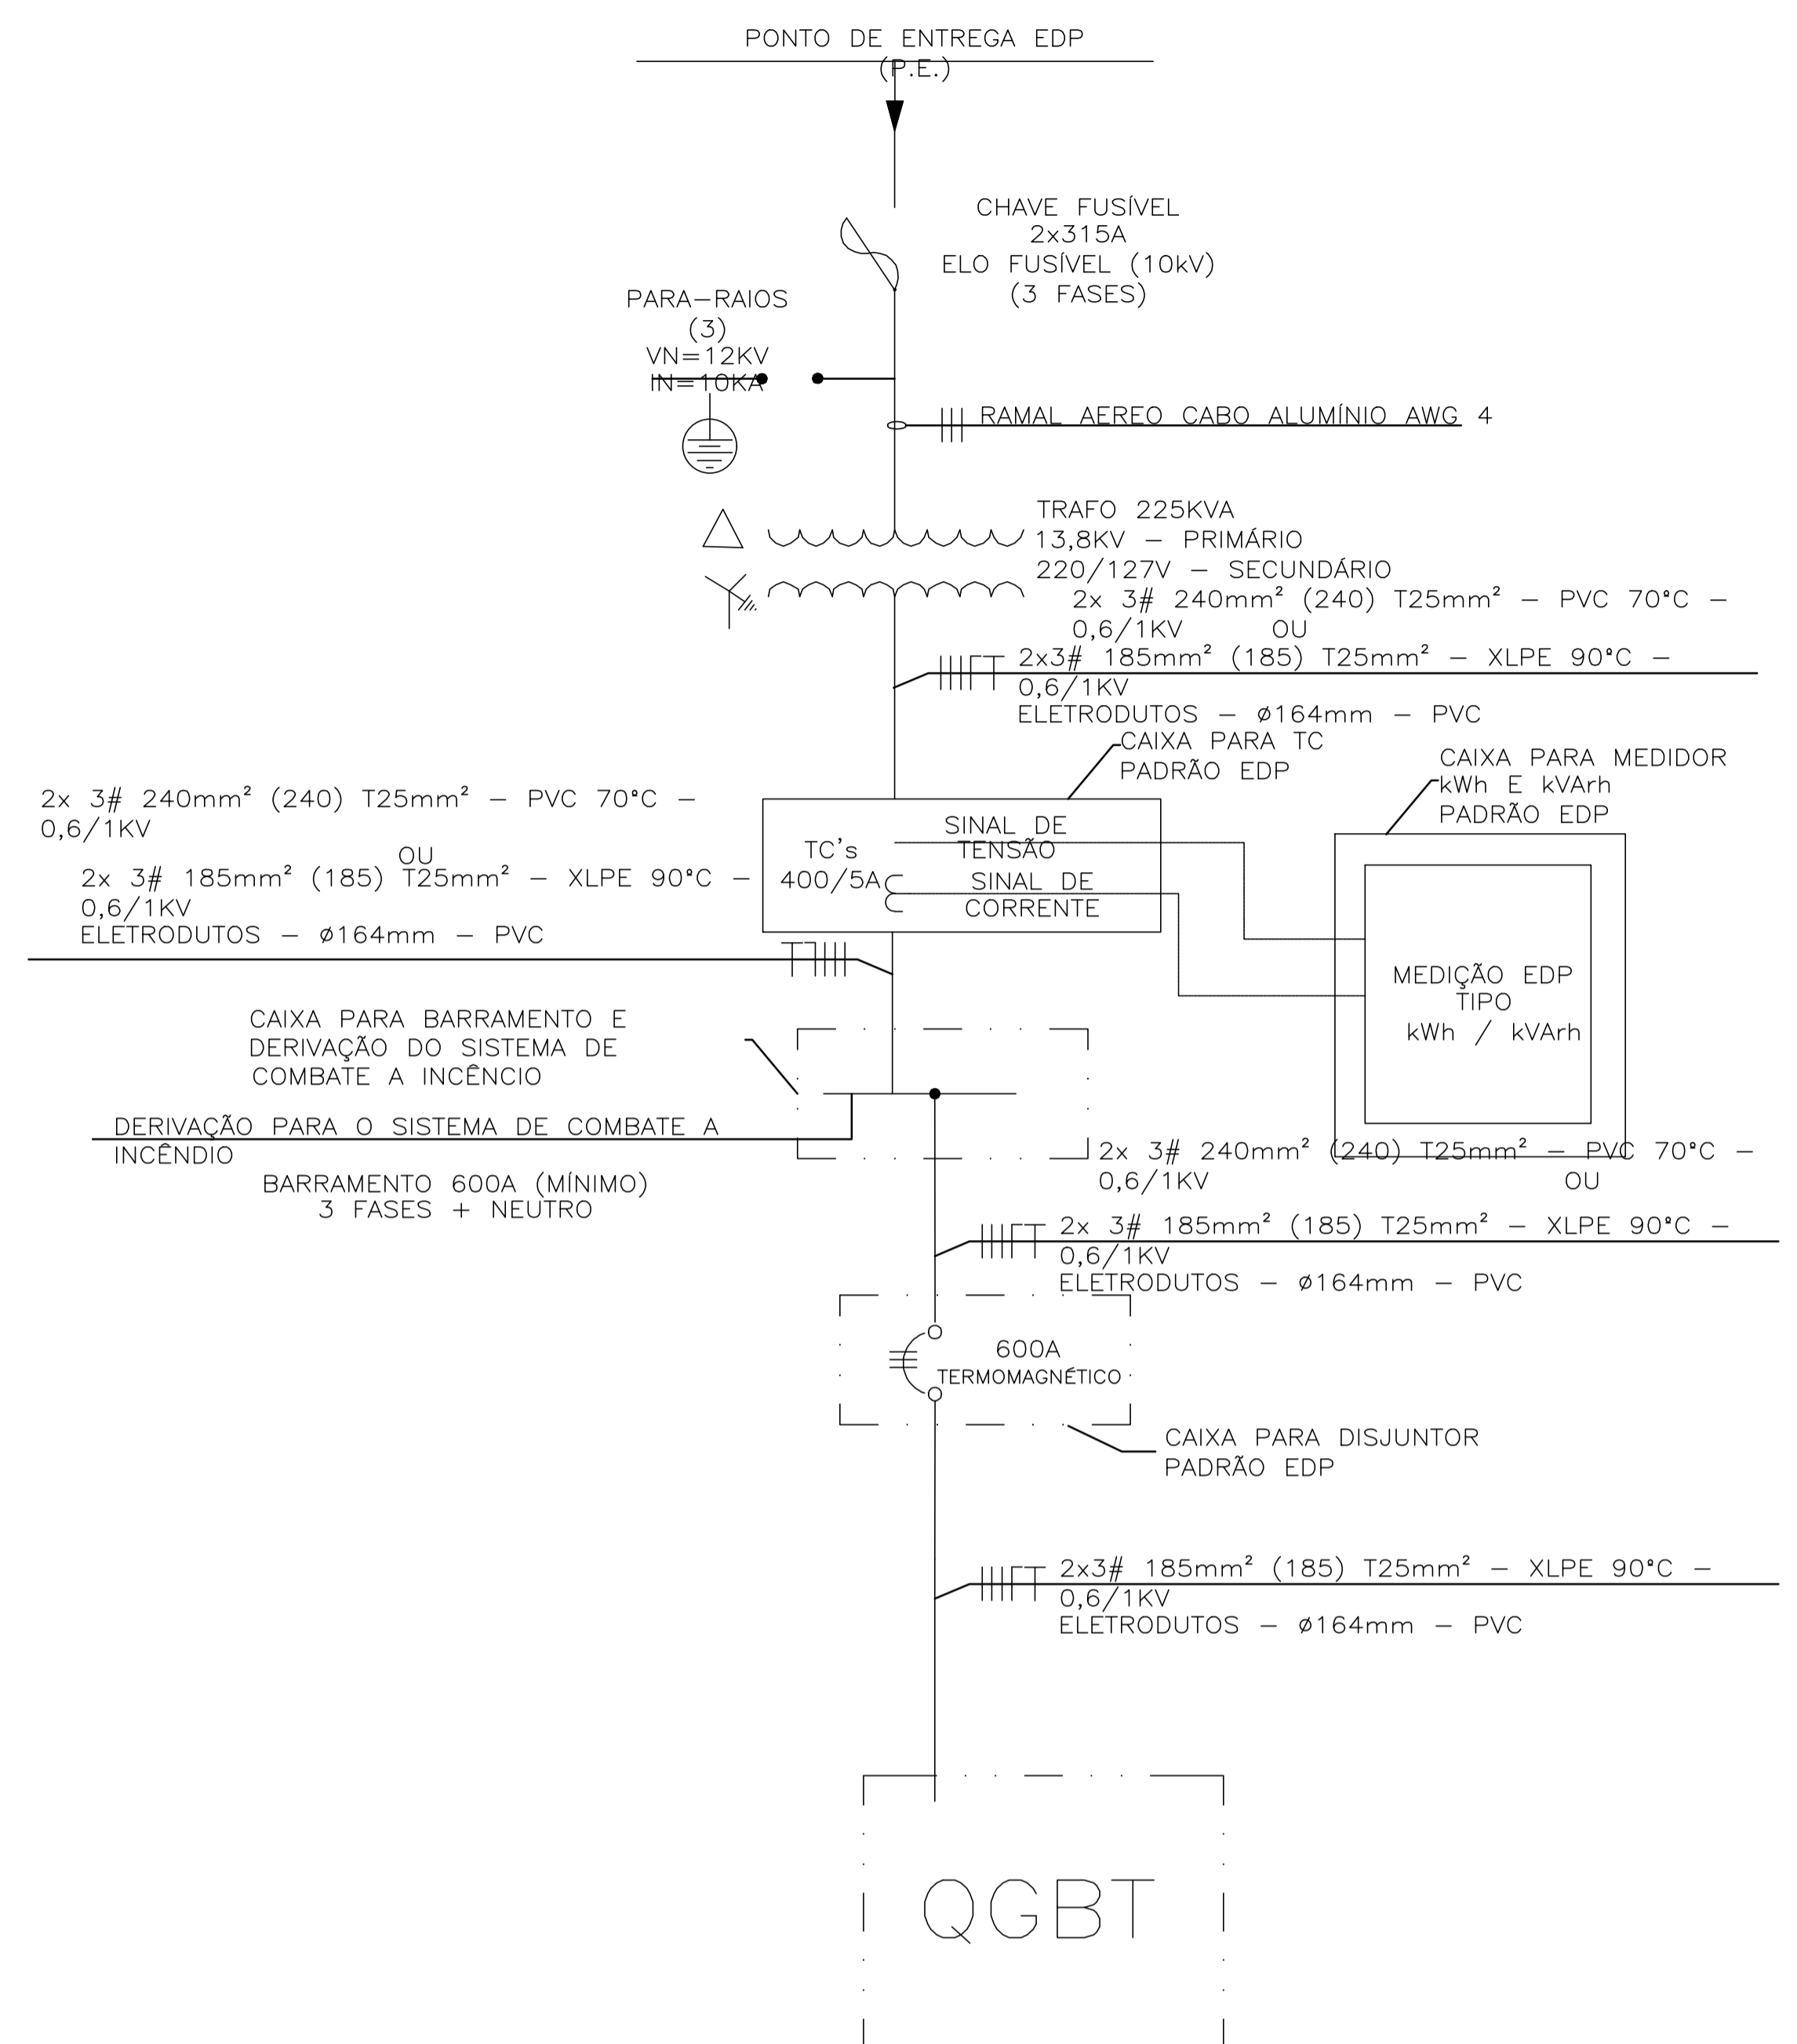 PONTO DE ENTREGA EDP
(P.E.)
CHAVE FUSÍVEL
2x315A
ELO FUSÍVEL (10kV)
(3 FASES)
PARA-RAIOS
(3)
VN=12KV
IN=10KA
RAMAL AEREO CABO ALUMÍNIO AWG 4
TRAFO 225KVA
13,8KV - PRIMÁRIO
220/127V - SECUNDÁRIO
2x 3# 240mm² (240) T25mm² - PVC 70°C -
0,6/1KV OU
2x3# 185mm² (185) T25mm² - XLPE 90°C -
0,6/1KV
ELETRODUTOS - ø164mm - PVC
CAIXA PARA TC
PADRÃO EDP
CAIXA PARA MEDIDOR
kWh E kVArh
PADRÃO EDP
2x 3# 240mm² (240) T25mm² - PVC 70°C -
0,6/1KV
OU
2x 3# 185mm² (185) T25mm² - XLPE 90°C -
0,6/1KV
ELETRODUTOS - ø164mm - PVC
TC's
400/5A
SINAL DE
TENSÃO
SINAL DE
CORRENTE
MEDIÇÃO EDP
TIPO
kWh / kVArh
CAIXA PARA BARRAMENTO E
DERIVAÇÃO DO SISTEMA DE
COMBATE A INCÊNCIO
DERIVAÇÃO PARA O SISTEMA DE COMBATE A
INCÊNDIO
BARRAMENTO 600A (MÍNIMO)
3 FASES + NEUTRO
2x 3# 240mm² (240) T25mm² - PVC 70°C -
0,6/1KV OU
2x 3# 185mm² (185) T25mm² - XLPE 90°C -
0,6/1KV
ELETRODUTOS - ø164mm - PVC
600A
TERMOMAGNÉTICO
CAIXA PARA DISJUNTOR
PADRÃO EDP
2x3# 185mm² (185) T25mm² - XLPE 90°C -
0,6/1KV
ELETRODUTOS - ø164mm - PVC
QGBT